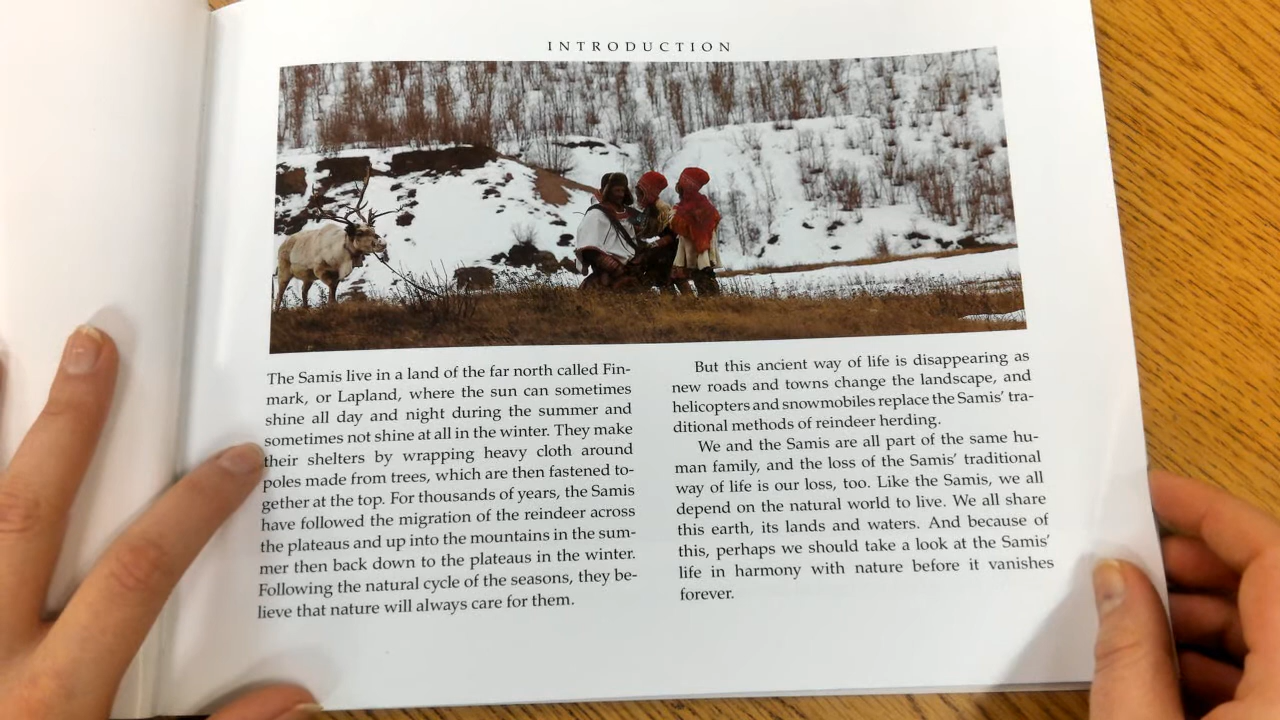 INTRODUCTION
The Samis live in a land of the far north called Fin-
mark, or Lapland, where the sun can sometimes
shine all day and night during the summer and
sometimes not shine at all in the winter. They make
their shelters by wrapping heavy cloth around
poles made from trees, which are then fastened to-
gether at the top. For thousands of years, the Samis
have followed the migration of the reindeer across
the plateaus and up into the mountains in the sum-
mer then back down to the plateaus in the winter.
Following the natural cycle of the seasons, they be-
lieve that nature will always care for them.
But this ancient way of life is disappearing as
new roads and towns change the landscape, and
helicopters and snowmobiles replace the Samis' tra-
ditional methods of reindeer herding.
We and the Samis are all part of the same hu-
man family, and the loss of the Samis' traditional
way of life is our loss, too. Like the Samis, we all
depend on the natural world to live. We all share
this earth, its lands and waters. And because of
this, perhaps we should take a look at the Samis'
life in harmony with nature before it vanishes
forever.